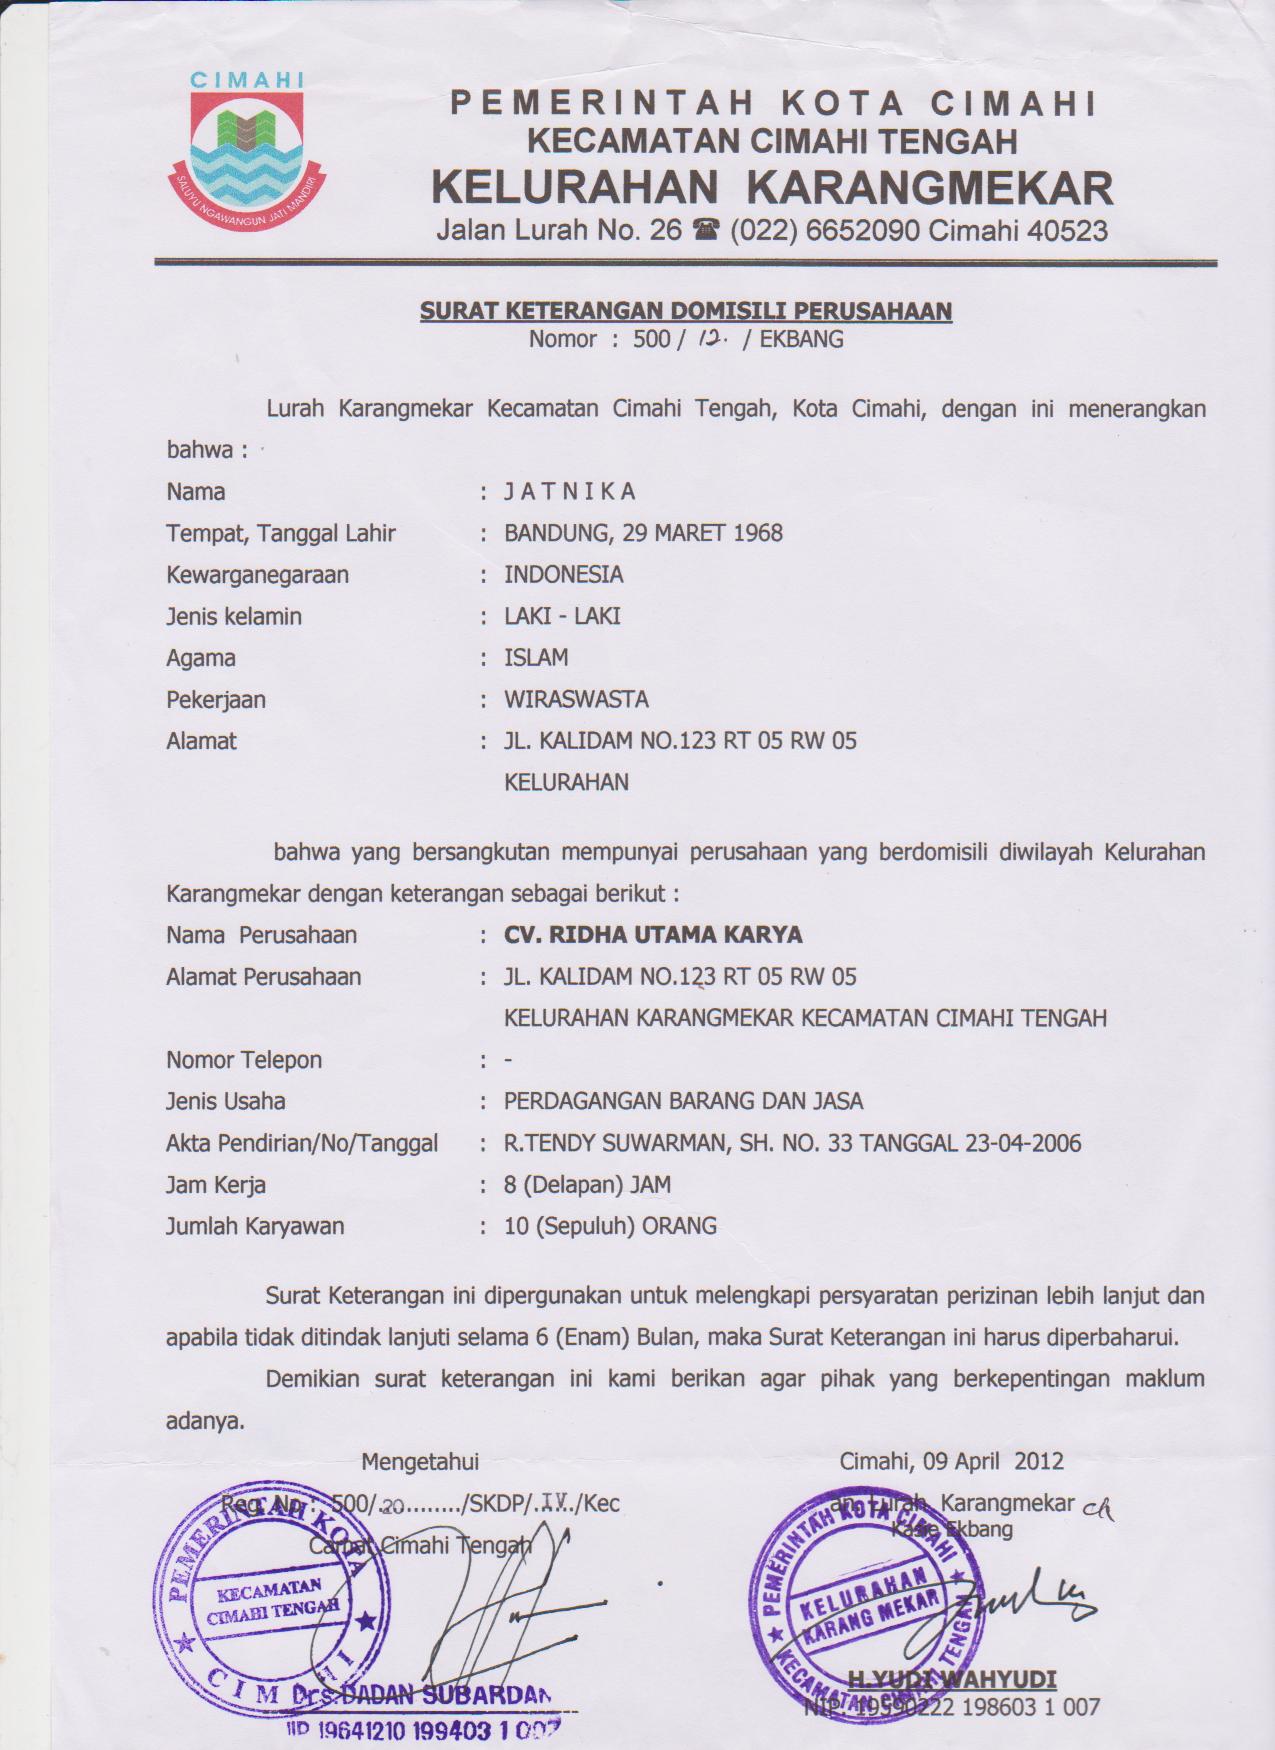 CIMAHI
SALUYU NGAWANGUN JATI MANDIRI
PEMERINTAH KOTA CIMAHI
KECAMATAN CIMAHI TENGAH
KELURAHAN KARANGMEKAR
Jalan Lurah No. 26 ☎ (022) 6652090 Cimahi 40523
SURAT KETERANGAN DOMISILI PERUSAHAAN
Nomor : 500 / 12. / EKBANG
Lurah Karangmekar Kecamatan Cimahi Tengah, Kota Cimahi, dengan ini menerangkan
bahwa :
Nama : J A T N I K A
Tempat, Tanggal Lahir : BANDUNG, 29 MARET 1968
Kewarganegaraan : INDONESIA
Jenis kelamin : LAKI - LAKI
Agama : ISLAM
Pekerjaan : WIRASWASTA
Alamat : JL. KALIDAM NO.123 RT 05 RW 05
KELURAHAN
bahwa yang bersangkutan mempunyai perusahaan yang berdomisili diwilayah Kelurahan
Karangmekar dengan keterangan sebagai berikut :
Nama Perusahaan : CV. RIDHA UTAMA KARYA
Alamat Perusahaan : JL. KALIDAM NO.123 RT 05 RW 05
KELURAHAN KARANGMEKAR KECAMATAN CIMAHI TENGAH
Nomor Telepon : -
Jenis Usaha : PERDAGANGAN BARANG DAN JASA
Akta Pendirian/No/Tanggal : R.TENDY SUWARMAN, SH. NO. 33 TANGGAL 23-04-2006
Jam Kerja : 8 (Delapan) JAM
Jumlah Karyawan : 10 (Sepuluh) ORANG
Surat Keterangan ini dipergunakan untuk melengkapi persyaratan perizinan lebih lanjut dan
apabila tidak ditindak lanjuti selama 6 (Enam) Bulan, maka Surat Keterangan ini harus diperbaharui.
Demikian surat keterangan ini kami berikan agar pihak yang berkepentingan maklum
adanya.
Mengetahui
Reg. No : 500/.20......../SKDP/.IV./Kec
Camat Cimahi Tengah
PEMERINTAH KOTA
KECAMATAN
CIMAHI TENGAH
CIMAHI
Drs DADAN SUBARDAN
NIP 19641210 199403 1 007
Cimahi, 09 April 2012
an. Lurah Karangmekar
Kasie Ekbang
PEMERINTAH KOTA CIMAHI
KELURAHAN
KARANG MEKAR
KECAMATAN CIMAHI TENGAH
H.YUDI WAHYUDI
NIP. 19590222 198603 1 007